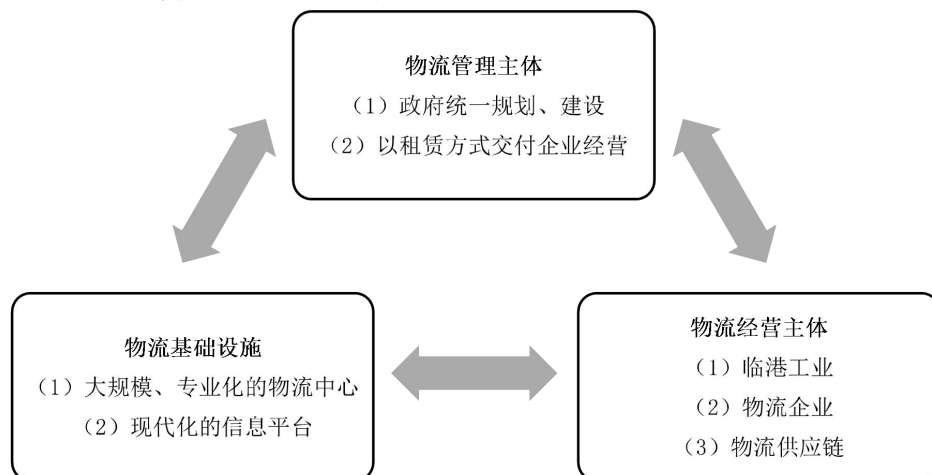 物流管理主体
（1）政府统一规划、建设
（2）以租赁方式交付企业经营
物流基础设施
（1）大规模、专业化的物流中心
（2）现代化的信息平台
物流经营主体
（1）临港工业
（2）物流企业
（3）物流供应链